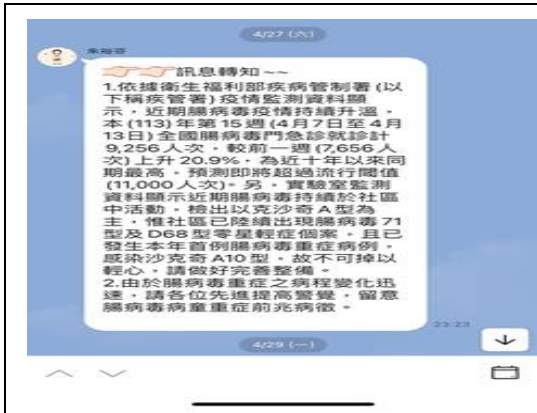 4/27 (六)
訊息轉知~~
1.依據衛生福利部疾病管制署(以
下稱疾管署)疫情監測資料顯
示，近期腸病毒疫情持續升溫，
本(113)年第15週(4月7日至4月
13日)全國腸病毒門急診就診計
9,256人次，較前一週(7,656人
次)上升20.9%，為近十年以來同
期最高，預測即將超過流行閾值
(11,000人次)。另，實驗室監測
資料顯示近期腸病毒持續於社區
中活動，檢出以克沙奇A型為
主，惟社區已陸續出現腸病毒71
型及D68型零星輕症個案，且已
發生本年首例腸病毒重症病例，
感染沙克奇A10型，故不可掉以
輕心，請做好完善整備。
2.由於腸病毒重症之病程變化迅
速，請各位先進提高警覺，留意
腸病毒病童重症前兆病徵。
23:23
4/29 (一)